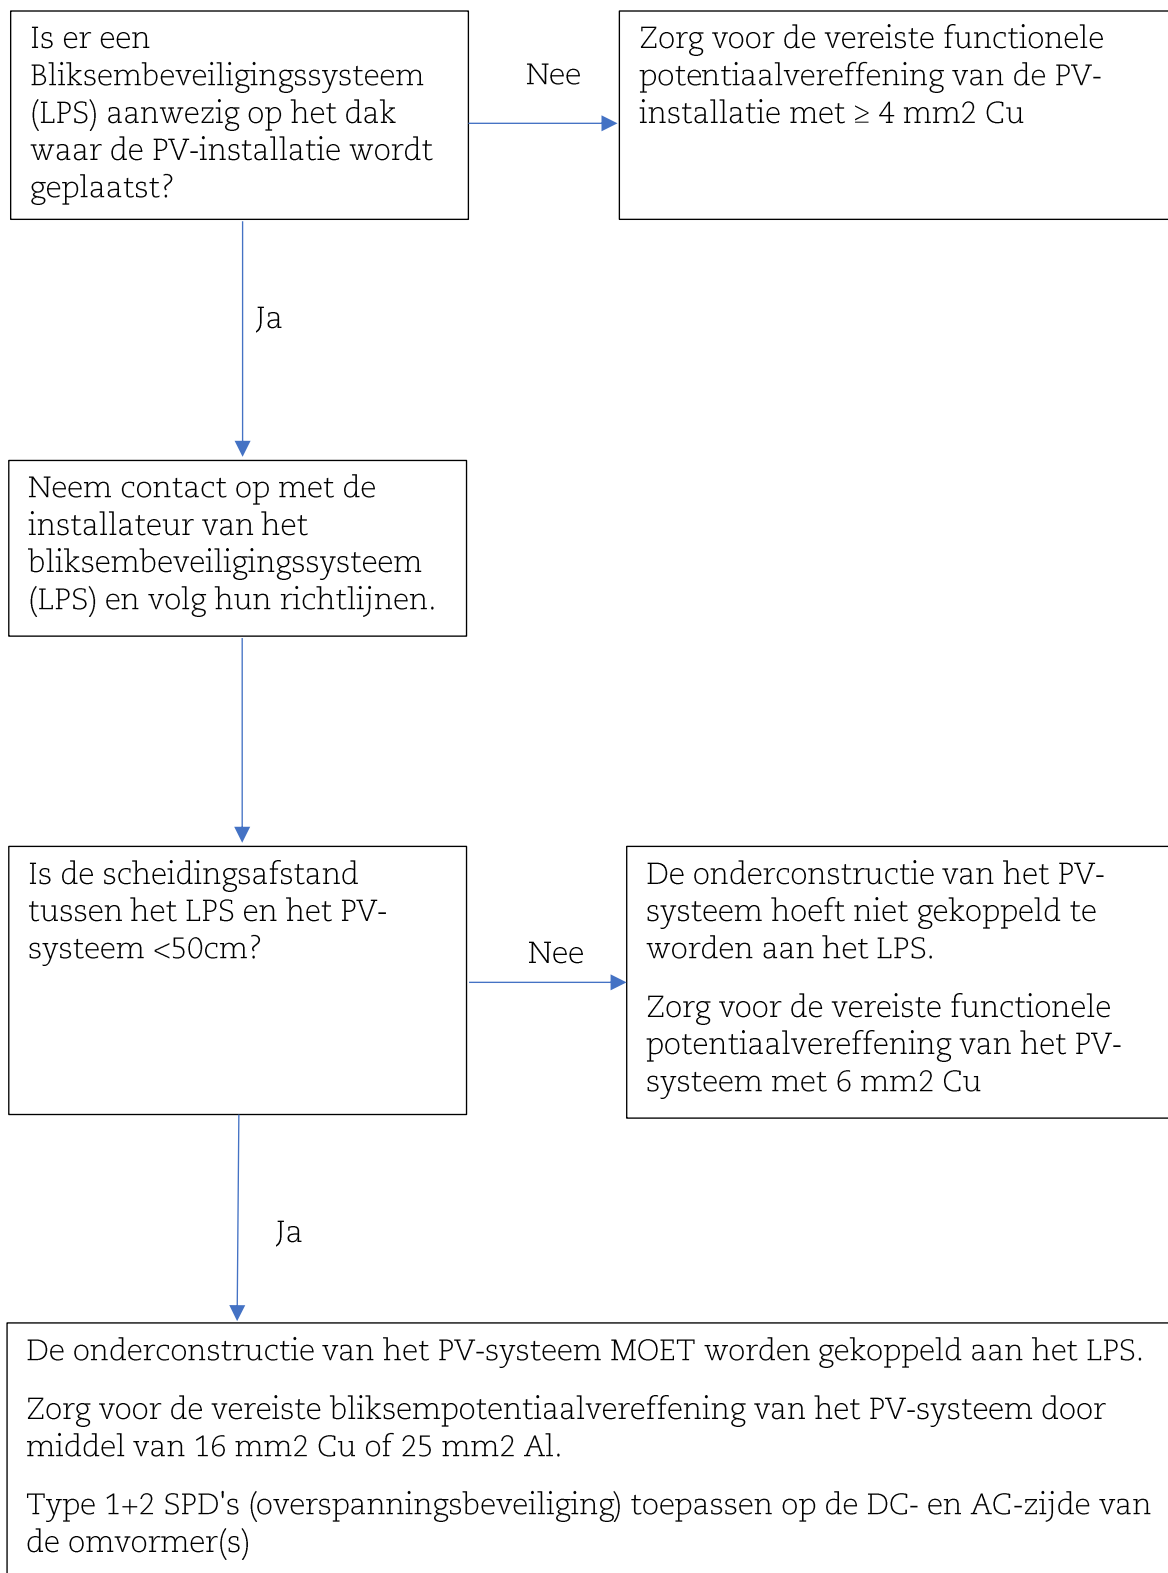 Is er een
Bliksembeveiligingssysteem
(LPS) aanwezig op het dak
waar de PV-installatie wordt
geplaatst?
Nee
Zorg voor de vereiste functionele
potentiaalvereffening van de PV-
installatie met ≥ 4 mm2 Cu
Ja
Neem contact op met de
installateur van het
bliksembeveiligingssysteem
(LPS) en volg hun richtlijnen.
Is de scheidingsafstand
tussen het LPS en het PV-
systeem <50cm?
Nee
De onderconstructie van het PV-
systeem hoeft niet gekoppeld te
worden aan het LPS.
Zorg voor de vereiste functionele
potentiaalvereffening van het PV-
systeem met 6 mm2 Cu
Ja
De onderconstructie van het PV-systeem MOET worden gekoppeld aan het LPS.
Zorg voor de vereiste bliksempotentiaalvereffening van het PV-systeem door
middel van 16 mm2 Cu of 25 mm2 Al.
Type 1+2 SPD's (overspanningsbeveiliging) toepassen op de DC- en AC-zijde van
de omvormer(s)